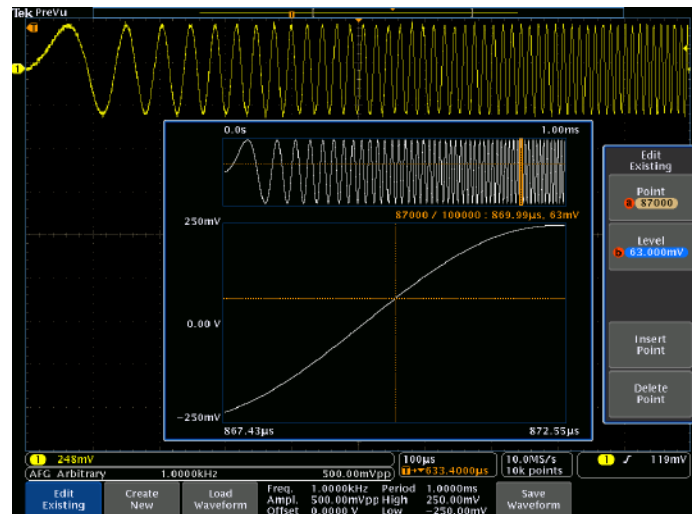 Tek PreVu
T
T
1
0.0s 1.00ms
87000 / 100000 : 869.99µs, 63mV
250mV
0.00 V
−250mV
867.43µs 872.55µs
Edit
Existing
Point
a 87000
Level
b 63.000mV
Insert
Point
Delete
Point
1 248mV 100µs 10.0MS/s 1 119mV
AFG Arbitrary 1.0000kHz 500.00mVpp T→▼633.4000µs 10k points
Edit
Existing
Create
New
Load
Waveform
Freq. 1.0000kHz Period 1.0000ms
Ampl. 500.00mVpp High 250.00mV
Offset 0.0000 V Low −250.00mV
Save
Waveform